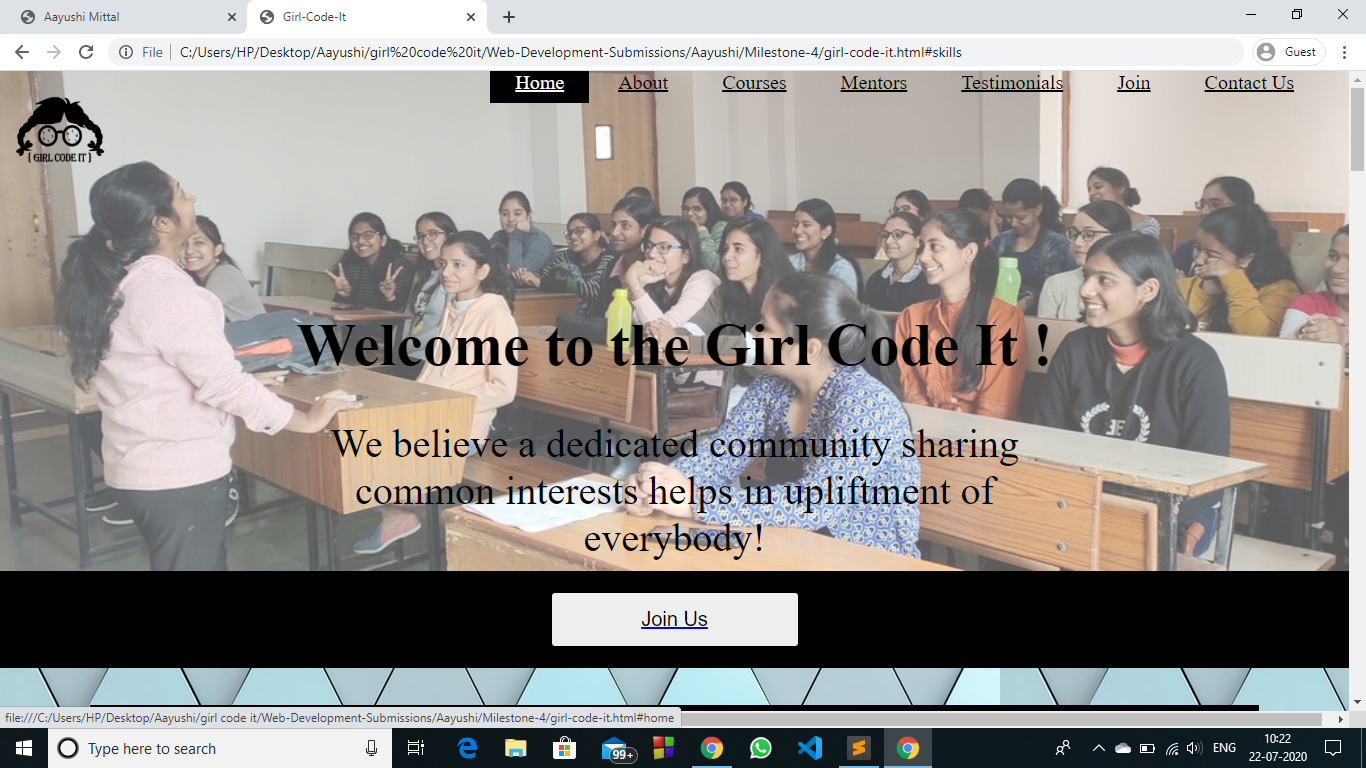 Aayushi Mittal
Girl-Code-It
File
C:/Users/HP/Desktop/Aayushi/girl%20code%20it/Web-Development-Submissions/Aayushi/Milestone-4/girl-code-it.html#skills
Guest
Home About Courses Mentors Testimonials Join Contact Us
{ GIRL CODE IT }
Welcome to the Girl Code It !
We believe a dedicated community sharing
common interests helps in upliftment of
everybody!
Join Us
file:///C:/Users/HP/Desktop/Aayushi/girl code it/Web-Development-Submissions/Aayushi/Milestone-4/girl-code-it.html#home
Type here to search
99+
ENG
10:22
22-07-2020